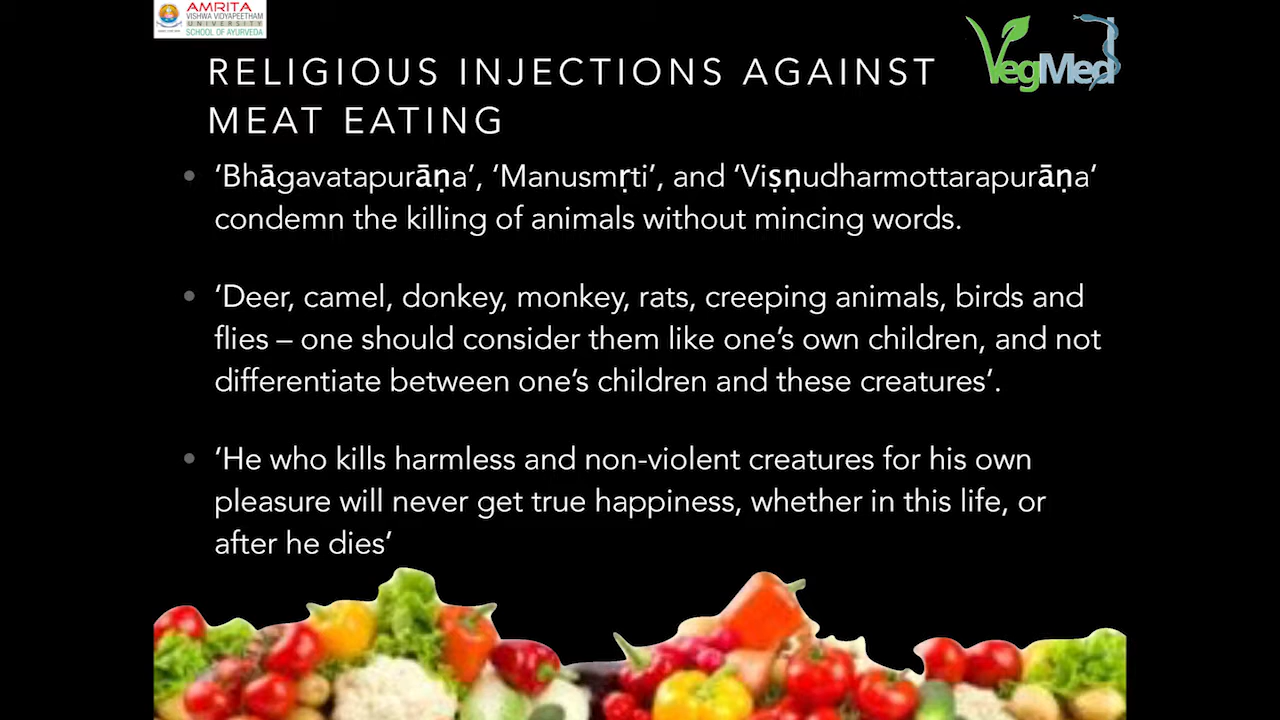 AMRITA
VISHWA VIDYAPEETHAM
UNIVERSITY
SCHOOL OF AYURVEDA
VegMed
RELIGIOUS INJECTIONS AGAINST
MEAT EATING
• ‘Bhāgavatapurāṇa’, ‘Manusmṛti’, and ‘Viṣṇudharmottarapurāṇa‘
condemn the killing of animals without mincing words.
• ‘Deer, camel, donkey, monkey, rats, creeping animals, birds and
flies – one should consider them like one’s own children, and not
differentiate between one’s children and these creatures’.
• ‘He who kills harmless and non-violent creatures for his own
pleasure will never get true happiness, whether in this life, or
after he dies’